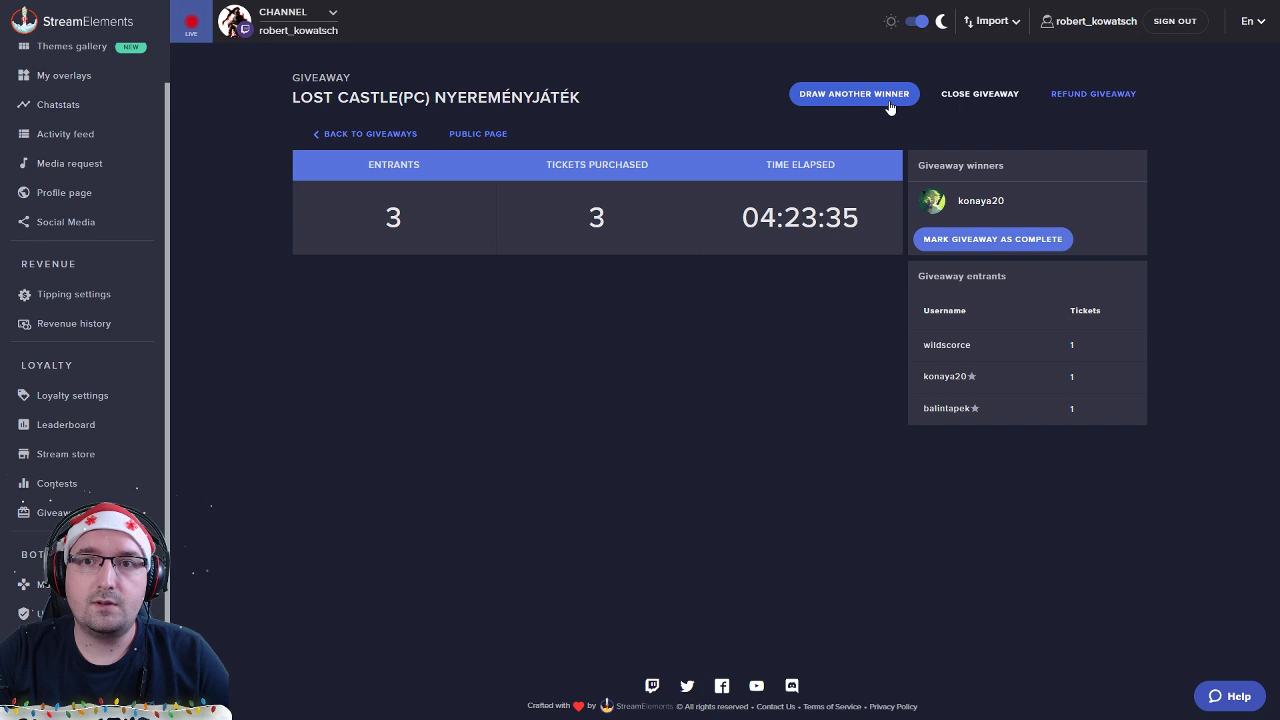 StreamElements
LIVE
CHANNEL
robert_kowatsch
Import
robert_kowatsch
SIGN OUT
En
Themes gallery
NEW
My overlays
Chatstats
Activity feed
Media request
Profile page
Social Media
REVENUE
Tipping settings
Revenue history
LOYALTY
Loyalty settings
Leaderboard
Stream store
Contests
GIVEAWAY
LOST CASTLE(PC) NYEREMÉNYJÁTÉK
DRAW ANOTHER WINNER
CLOSE GIVEAWAY
REFUND GIVEAWAY
BACK TO GIVEAWAYS
PUBLIC PAGE
ENTRANTS
TICKETS PURCHASED
TIME ELAPSED
3
3
04:23:35
Giveaway winners
konaya20
MARK GIVEAWAY AS COMPLETE
Giveaway entrants
Username Tickets
wildscorce 1
konaya20★ 1
balintapek★ 1
Crafted with ❤ by StreamElements © All rights reserved • Contact Us • Terms of Service • Privacy Policy
Help